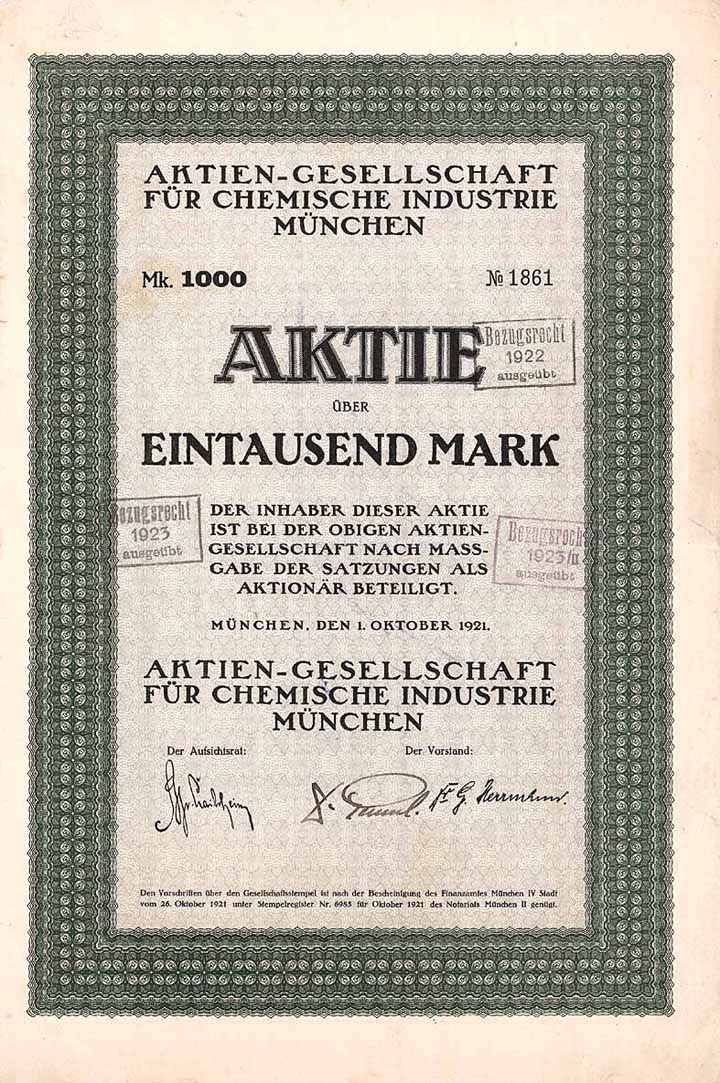 AKTIEN-GESELLSCHAFT
FÜR CHEMISCHE INDUSTRIE
MÜNCHEN
Mk. 1000
№ 1861
AKTIE
Bezugsrecht
1922
ausgeübt
ÜBER
EINTAUSEND MARK
Bezugsrecht
1923
ausgeübt
DER INHABER DIESER AKTIE
IST BEI DER OBIGEN AKTIEN-
GESELLSCHAFT NACH MASS-
GABE DER SATZUNGEN ALS
AKTIONÄR BETEILIGT.
Bezugsrecht
1923/II
ausgeübt
MÜNCHEN, DEN 1. OKTOBER 1921.
AKTIEN-GESELLSCHAFT
FÜR CHEMISCHE INDUSTRIE
MÜNCHEN
Der Aufsichtsrat:
Der Vorstand:
Herrmann.
Den Vorschriften über den Gesellschaftsstempel ist nach der Bescheinigung des Finanzamtes München IV Stadt
vom 26. Oktober 1921 unter Stempelregister Nr. 6985 für Oktober 1921 des Notariats München II genügt.